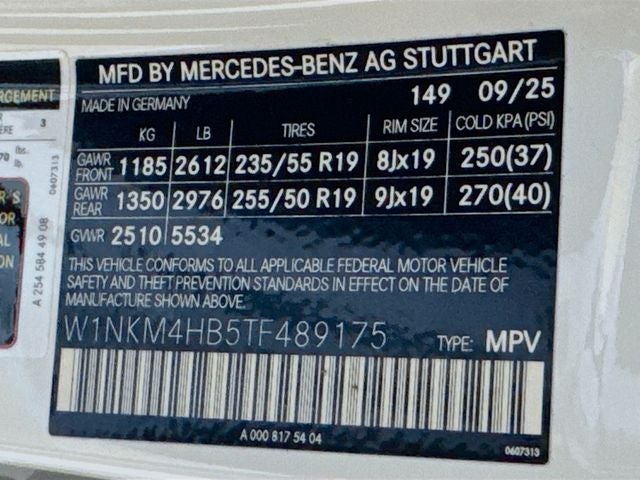 MFD BY MERCEDES-BENZ AG STUTTGART
MADE IN GERMANY 149 09/25
KG LB TIRES RIM SIZE COLD KPA (PSI)
GAWR FRONT 1185 2612 235/55 R19 8Jx19 250(37)
GAWR REAR 1350 2976 255/50 R19 9Jx19 270(40)
GVWR 2510 5534
THIS VEHICLE CONFORMS TO ALL APPLICABLE FEDERAL MOTOR VEHICLE
SAFETY AND THEFT PREVENTION STANDARDS IN EFFECT ON THE DATE OF
MANUFACTURE SHOWN ABOVE.
W1NKM4HB5TF489175 TYPE: MPV
A 000 817 54 04
0607313
3
lbs.
0607313
A 254 584 49 08